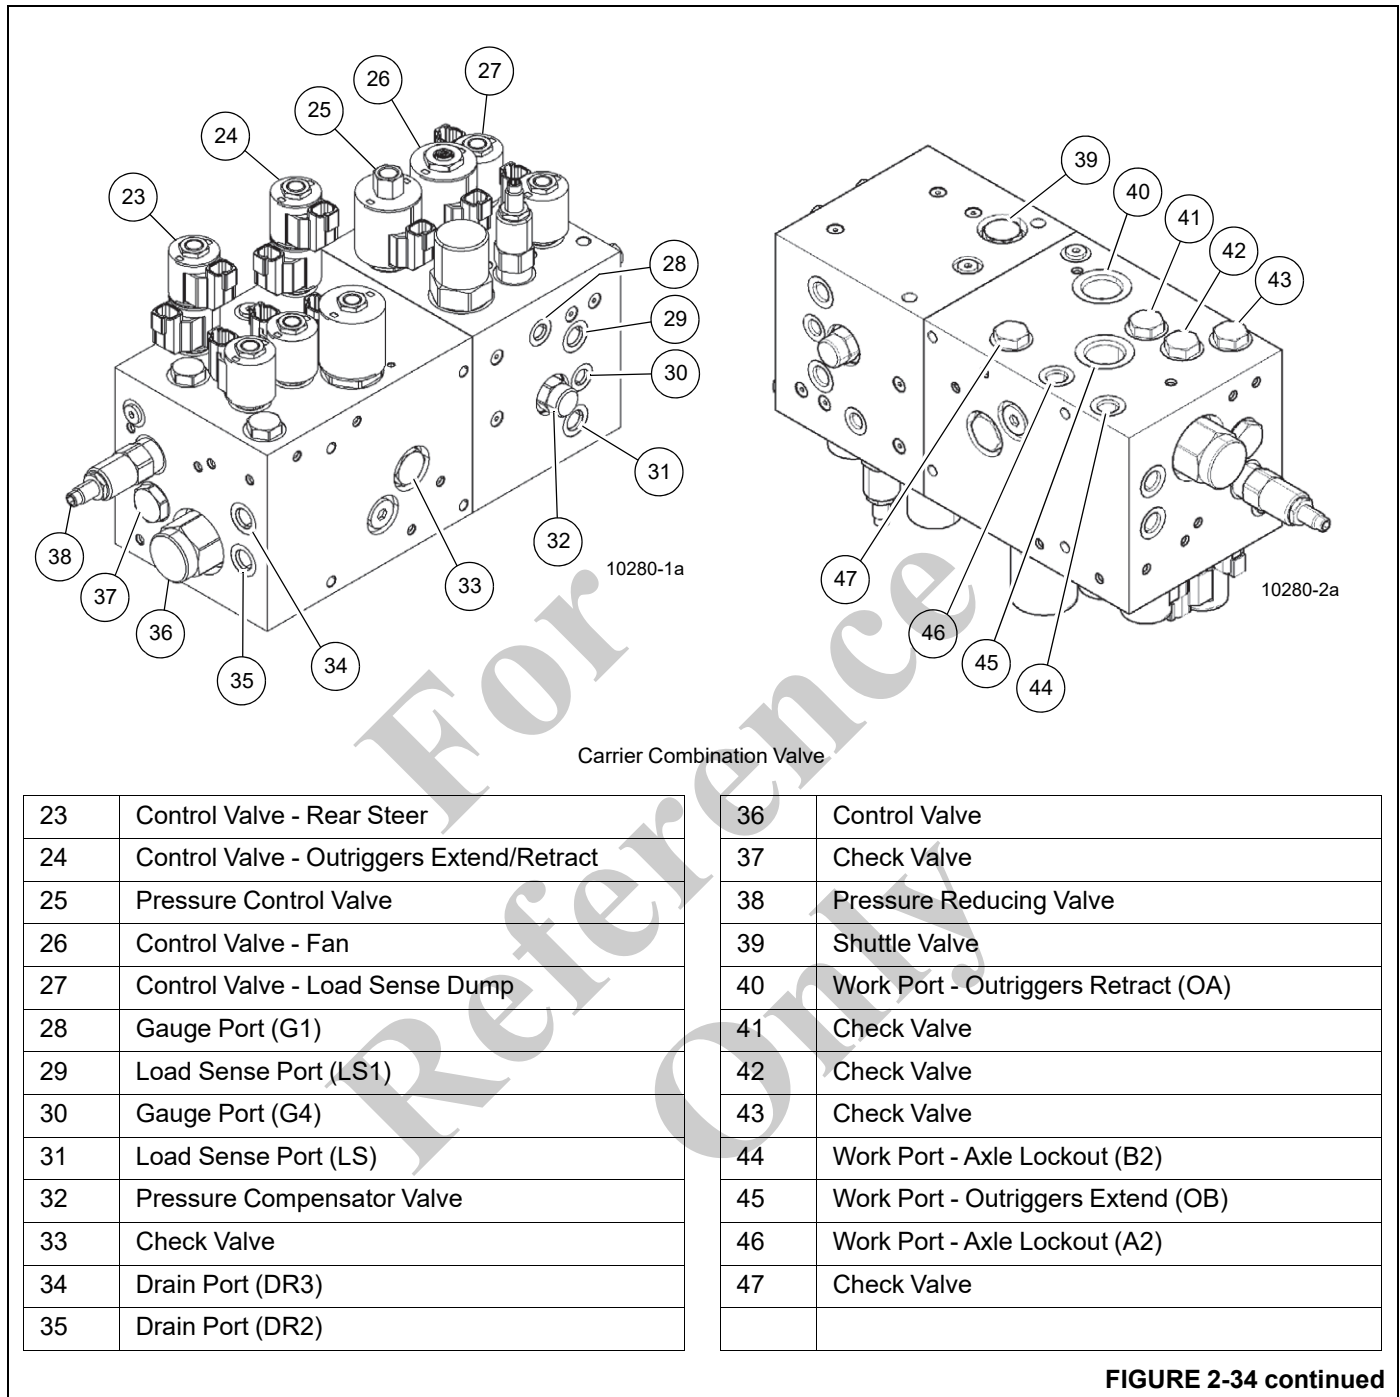 26
27
25
24
23
28
29
30
31
32
33
34
35
36
37
38
10280-1a
39
40
41
42
43
47
46
45
44
10280-2a
For
Reference
Only
Carrier Combination Valve
23 Control Valve - Rear Steer
24 Control Valve - Outriggers Extend/Retract
25 Pressure Control Valve
26 Control Valve - Fan
27 Control Valve - Load Sense Dump
28 Gauge Port (G1)
29 Load Sense Port (LS1)
30 Gauge Port (G4)
31 Load Sense Port (LS)
32 Pressure Compensator Valve
33 Check Valve
34 Drain Port (DR3)
35 Drain Port (DR2)
36 Control Valve
37 Check Valve
38 Pressure Reducing Valve
39 Shuttle Valve
40 Work Port - Outriggers Retract (OA)
41 Check Valve
42 Check Valve
43 Check Valve
44 Work Port - Axle Lockout (B2)
45 Work Port - Outriggers Extend (OB)
46 Work Port - Axle Lockout (A2)
47 Check Valve
FIGURE 2-34 continued